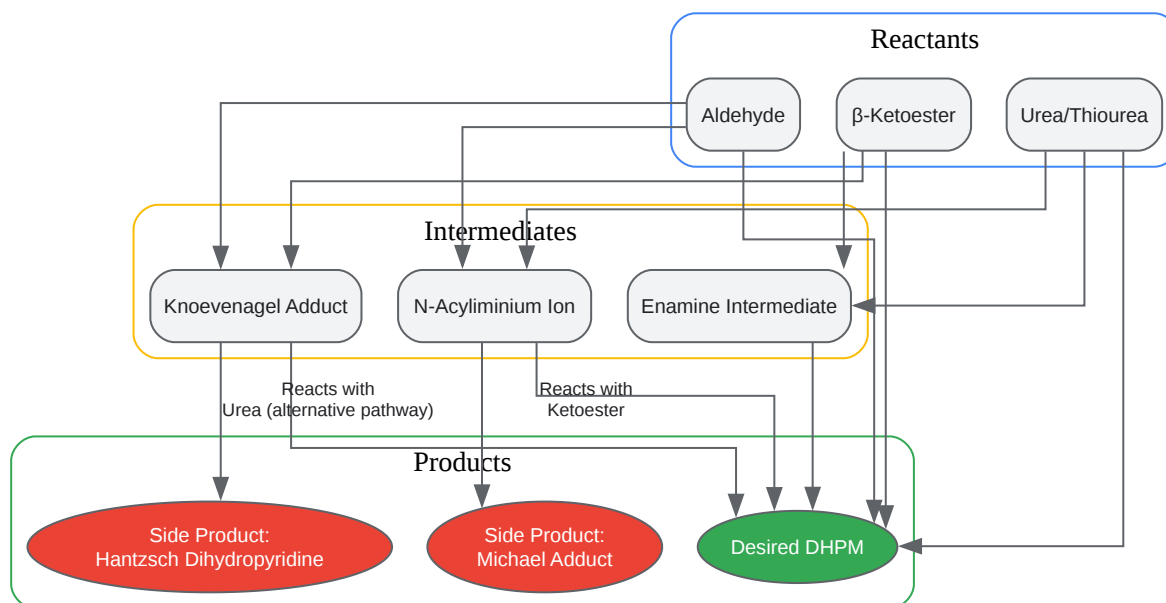 Reactants
Aldehyde
β-Ketoester
Urea/Thiourea
Intermediates
Knoevenagel Adduct
N-Acyliminium Ion
Enamine Intermediate
Reacts with
Urea (alternative pathway)
Reacts with
Ketoester
Products
Side Product:
Hantzsch Dihydropyridine
Side Product:
Michael Adduct
Desired DHPM